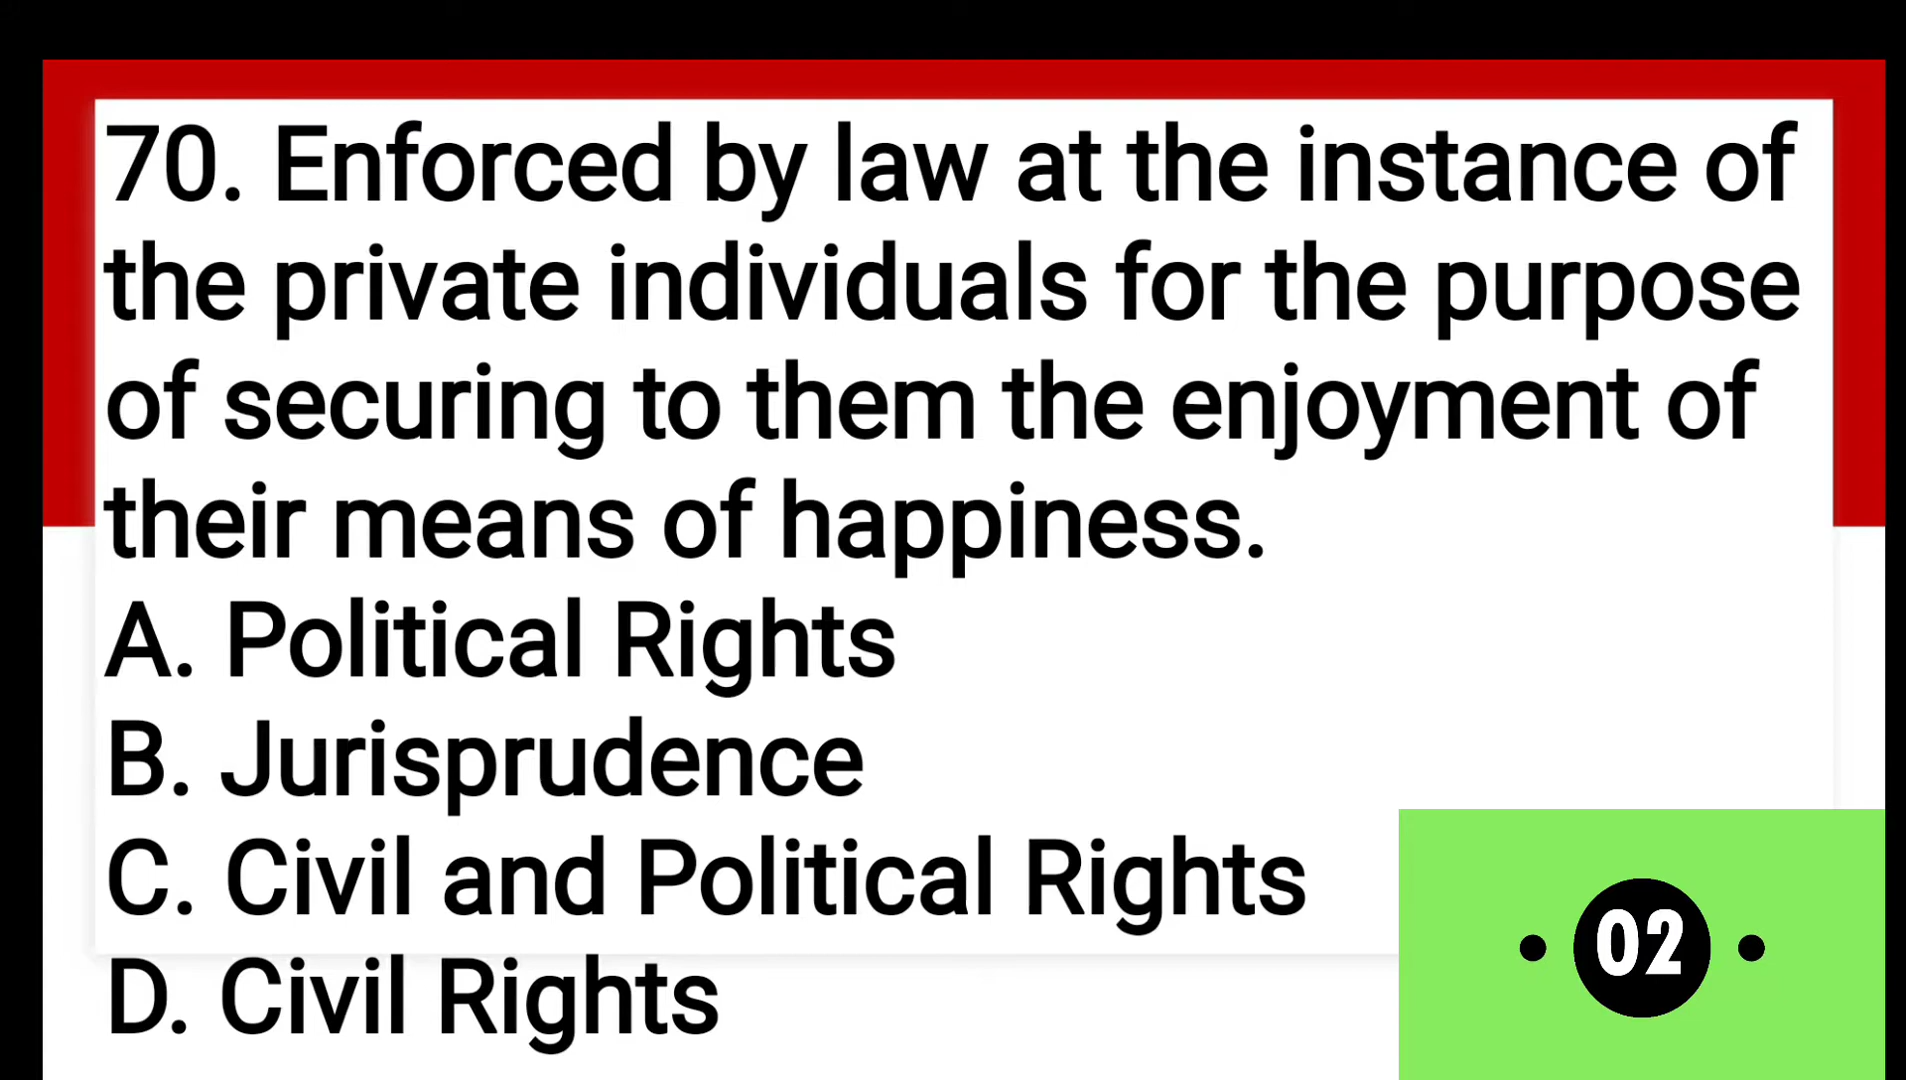 70. Enforced by law at the instance of
the private individuals for the purpose
of securing to them the enjoyment of
their means of happiness.
A. Political Rights
B. Jurisprudence
C. Civil and Political Rights
D. Civil Rights
02